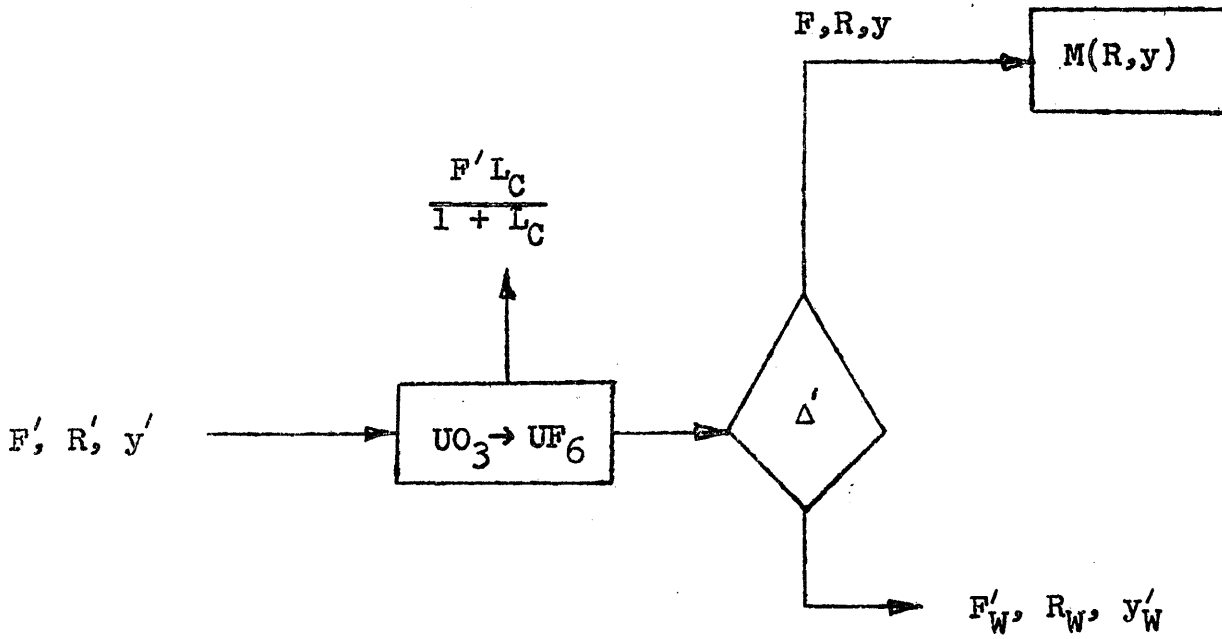 F,R,y
M(R,y)
F′L_C
1 + L_C
F′, R′, y′
UO₃→ UF₆
Δ′
F′_W, R_W, y′_W